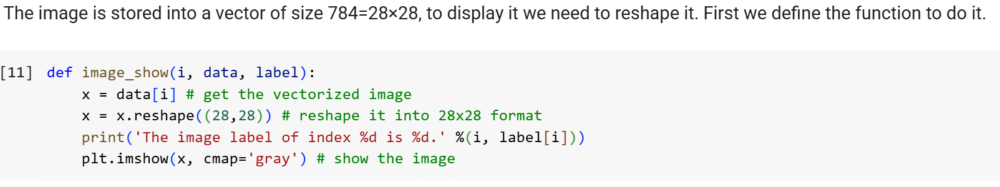 The image is stored into a vector of size 784=28×28, to display it we need to reshape it. First we define the function to do it.
[11] def image_show(i, data, label):
    x = data[i] # get the vectorized image
    x = x.reshape((28,28)) # reshape it into 28x28 format
    print('The image label of index %d is %d.' %(i, label[i]))
    plt.imshow(x, cmap='gray') # show the image